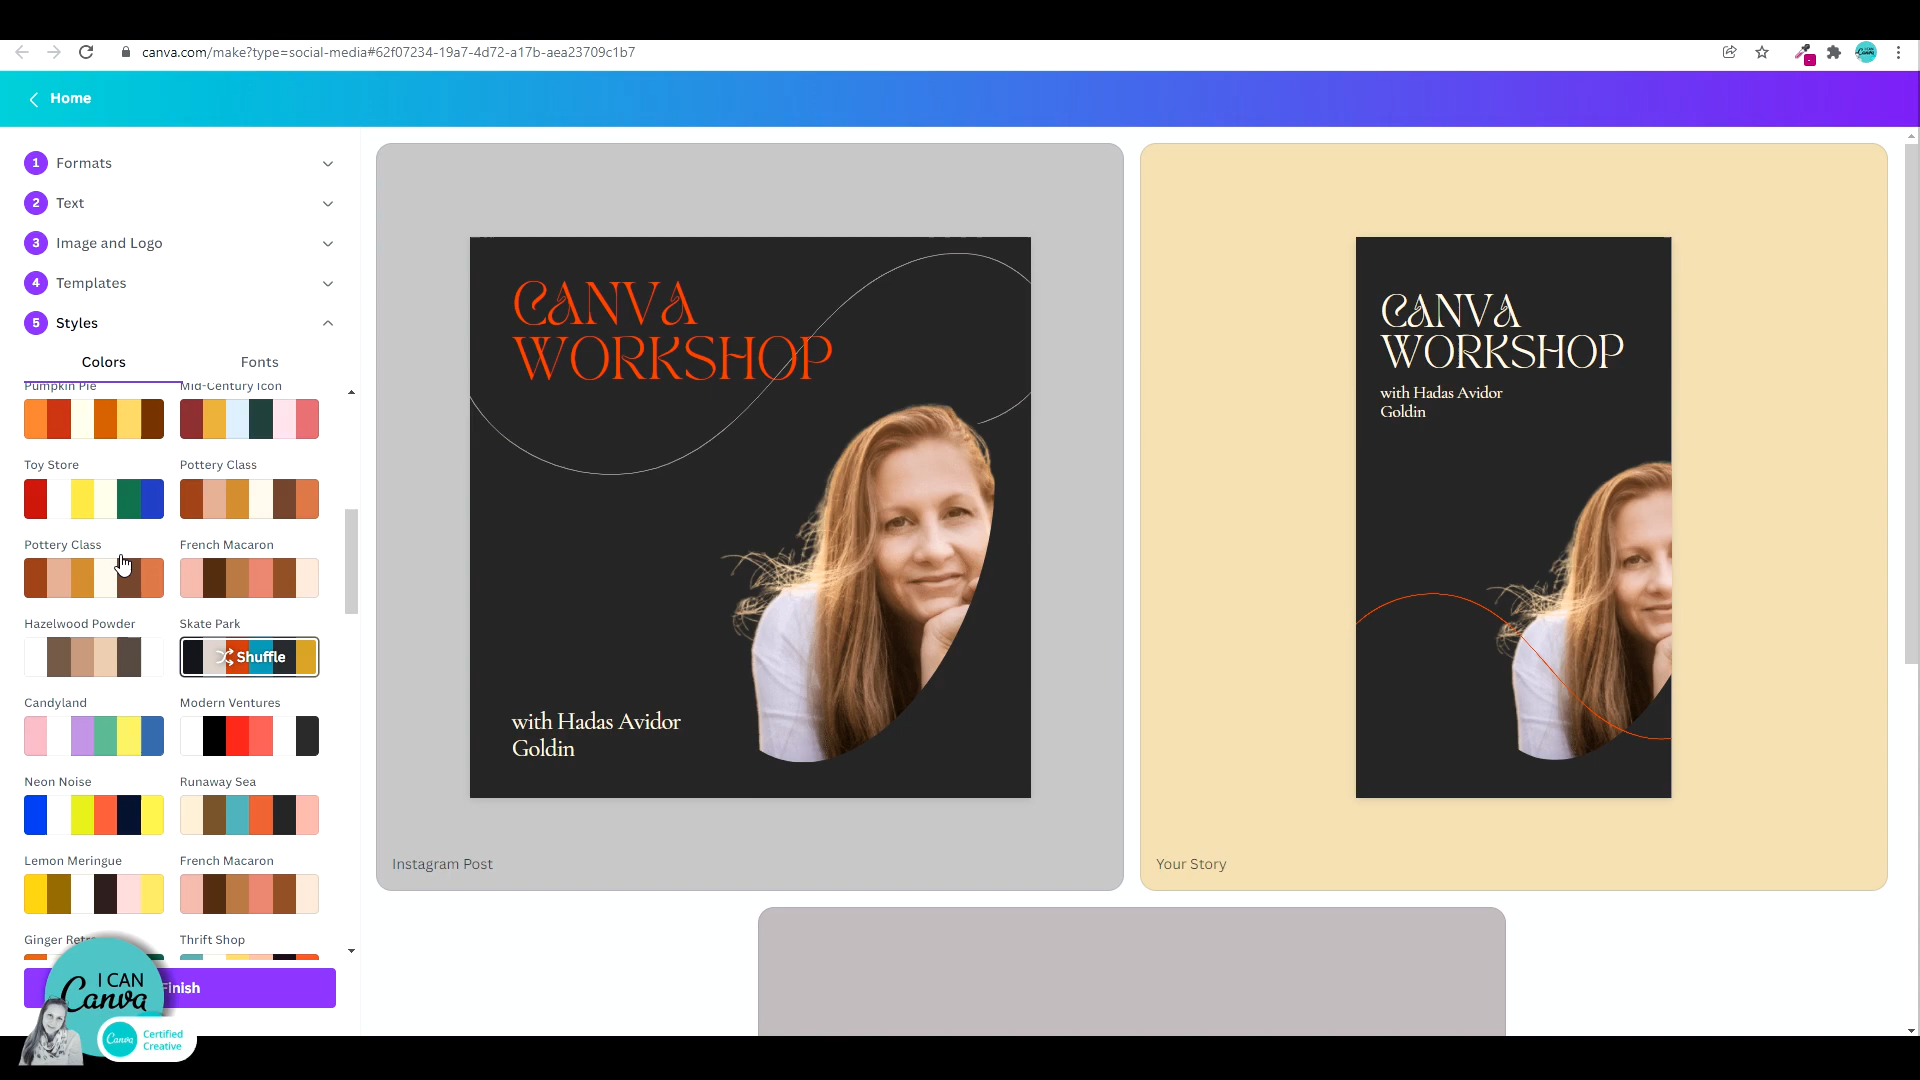 canva.com/make?type=social-media#62f07234-19a7-4d72-a17b-aea23709c1b7
Home
1 Formats
2 Text
3 Image and Logo
4 Templates
5 Styles
Colors Fonts
Pumpkin Pie Mid-Century Icon
Toy Store Pottery Class
Pottery Class French Macaron
Hazelwood Powder Skate Park
Shuffle
Candyland Modern Ventures
Neon Noise Runaway Sea
Lemon Meringue French Macaron
Ginger Retro Thrift Shop
Finish
I CAN
Canva
Canva
Certified
Creative
CANVA
WORKSHOP
with Hadas Avidor
Goldin
Instagram Post
CANVA
WORKSHOP
with Hadas Avidor
Goldin
Your Story